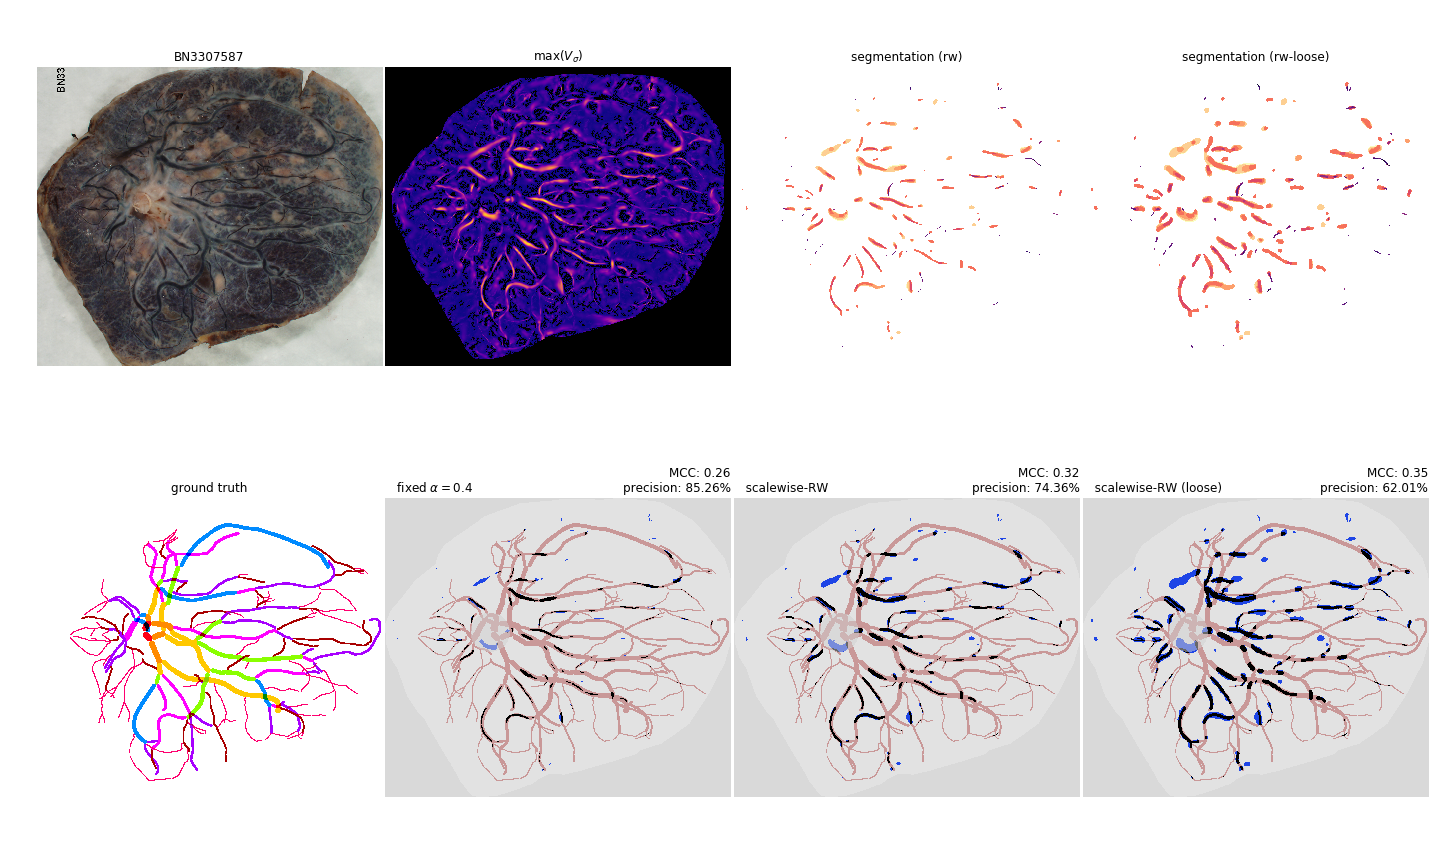 BN3307587
max(Vσ)
segmentation (rw)
segmentation (rw-loose)
BN33
ground truth
fixed α = 0.4
MCC: 0.26
precision: 85.26%
scalewise-RW
MCC: 0.32
precision: 74.36%
scalewise-RW (loose)
MCC: 0.35
precision: 62.01%